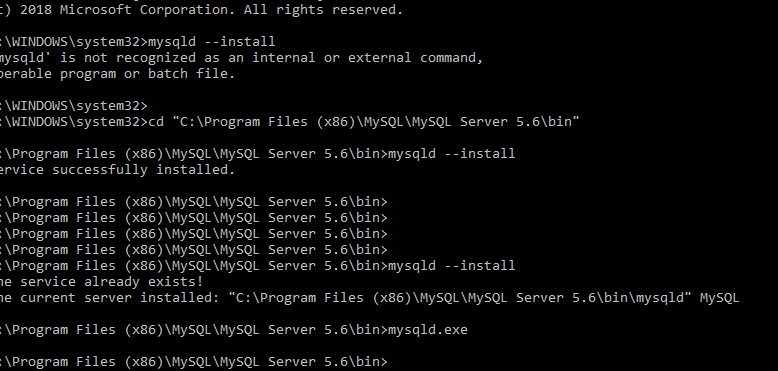 t) 2018 Microsoft Corporation. All rights reserved.
:\WINDOWS\system32>mysqld --install
mysqld' is not recognized as an internal or external command,
perable program or batch file.
:\WINDOWS\system32>
:\WINDOWS\system32>cd "C:\Program Files (x86)\MySQL\MySQL Server 5.6\bin"
:\Program Files (x86)\MySQL\MySQL Server 5.6\bin>mysqld --install
ervice successfully installed.
:\Program Files (x86)\MySQL\MySQL Server 5.6\bin>
:\Program Files (x86)\MySQL\MySQL Server 5.6\bin>
:\Program Files (x86)\MySQL\MySQL Server 5.6\bin>
:\Program Files (x86)\MySQL\MySQL Server 5.6\bin>
:\Program Files (x86)\MySQL\MySQL Server 5.6\bin>mysqld --install
he service already exists!
he current server installed: "C:\Program Files (x86)\MySQL\MySQL Server 5.6\bin\mysqld" MySQL
:\Program Files (x86)\MySQL\MySQL Server 5.6\bin>mysqld.exe
:\Program Files (x86)\MySQL\MySQL Server 5.6\bin>